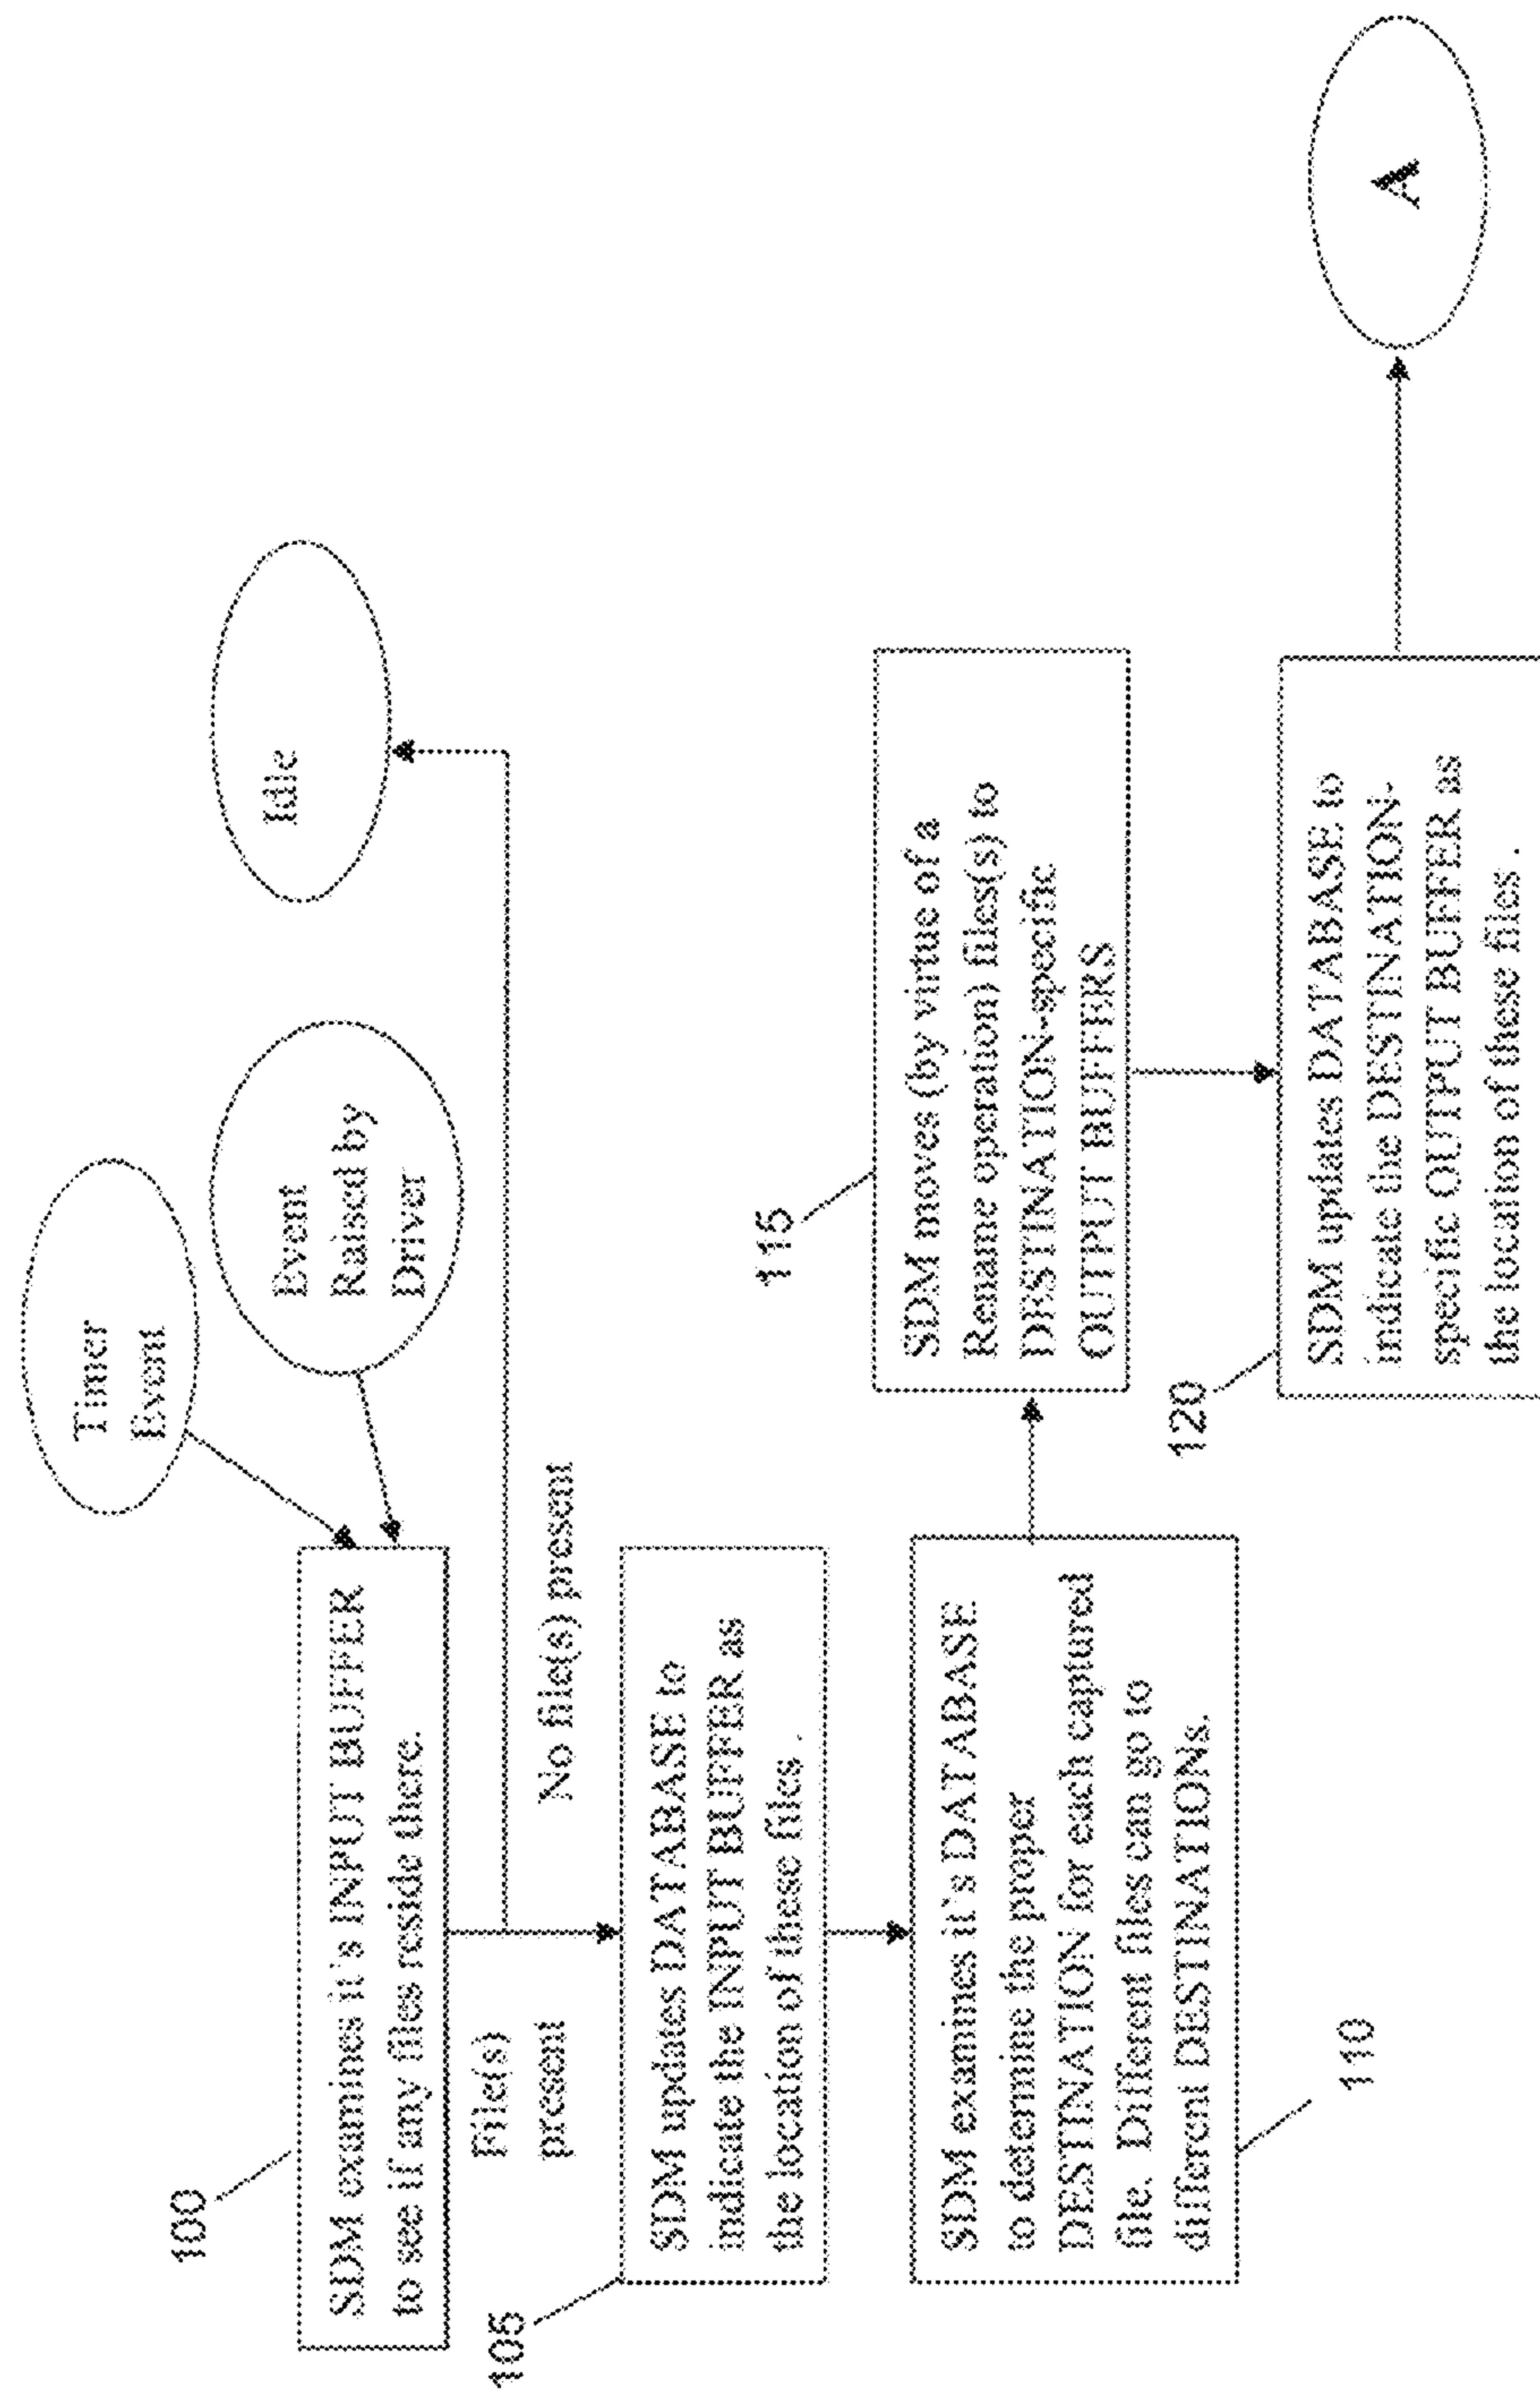 Timer
Event
Event
Raised by
Driver
Idle
100
SDM examines it's INPUT BUFFER
to see if any files reside there.
File(s)
present
No file(s) present
105
SDM updates DATABASE to
indicate the INPUT BUFFER as
the location of these files .
110
SDM examines it's DATABASE
to determine the proper
DESTINATION for each captured
file. Different files can go to
different DESTINATIONs.
115
SDM moves (by virtue of a
Rename operation) files(s) to
DESTINATION-specific
OUTPUT BUFFERS
120
SDM updates DATABASE to
indicate the DESTINATION-
specific OUTPUT BUFFER as
the location of these files .
A